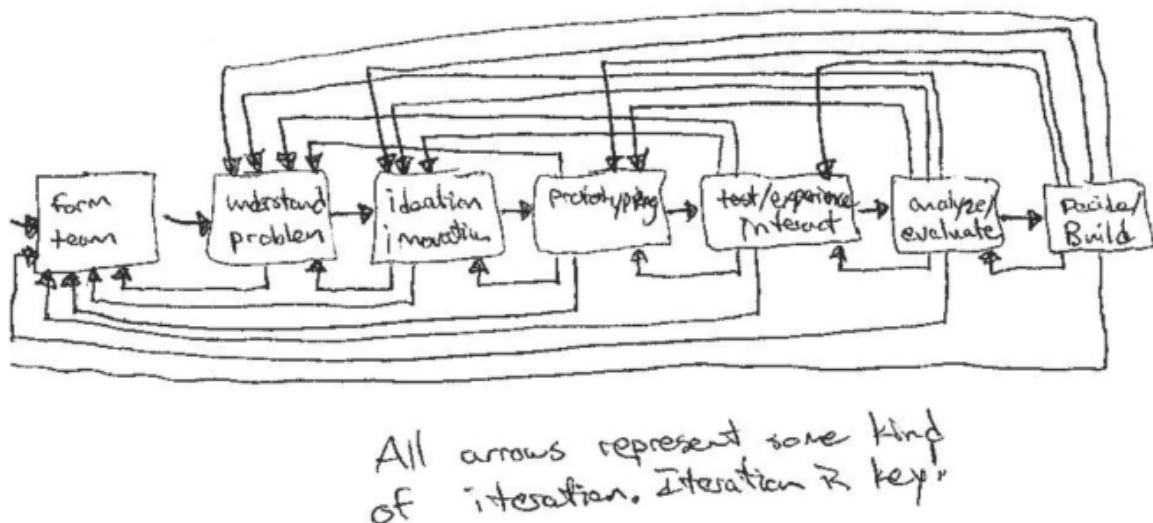 form
team
understand
problem
ideation
inovation
prototyping
test/experience
interact
analyze/
evaluate
Decide/
Build
All arrows represent some kind
of iteration. Iteration is key"